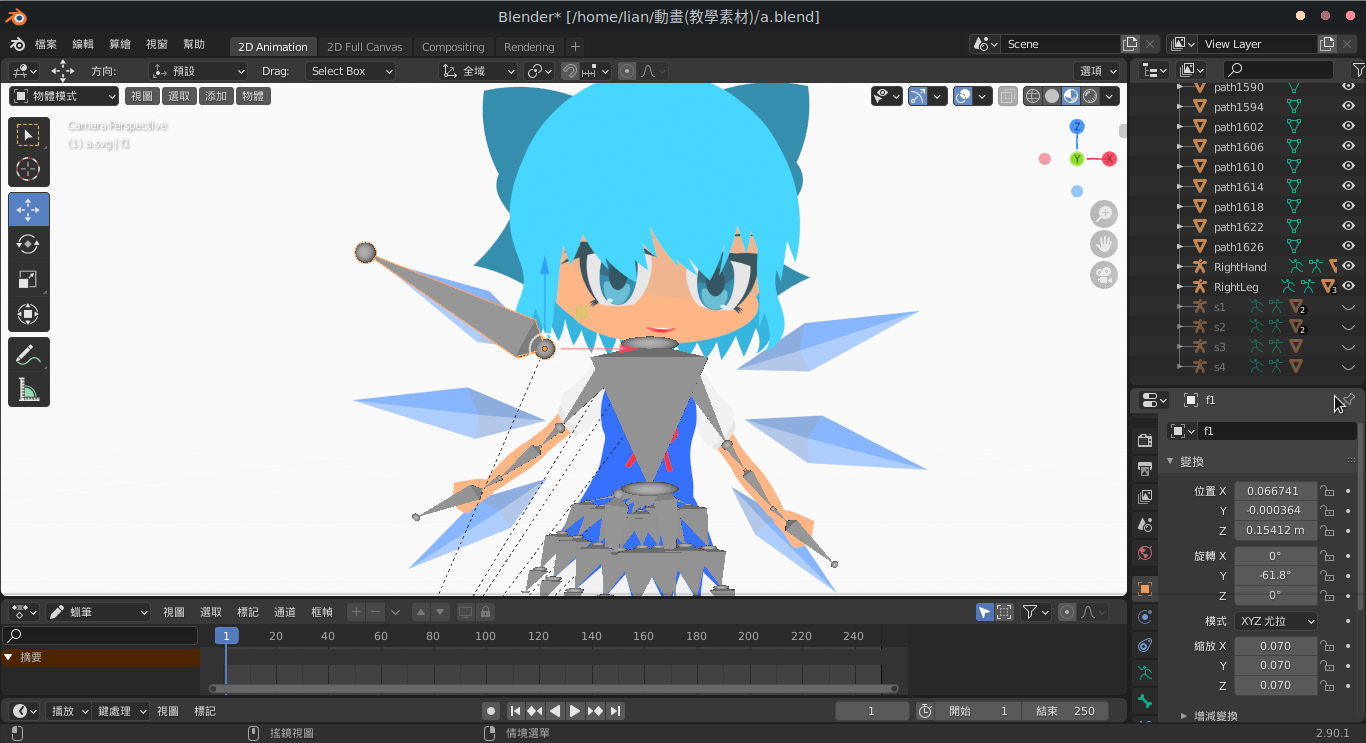 Blender* [/home/lian/動畫(教學素材)/a.blend]
檔案 編輯 算繪 視窗 幫助 2D Animation 2D Full Canvas Compositing Rendering + Scene View Layer
方向: 預設 Drag: Select Box 全域 選項
物體模式 視圖 選取 添加 物體
Camera Perspective
(1) a.svg | f1
Z
Y X
path1590
path1594
path1602
path1606
path1610
path1614
path1618
path1622
path1626
RightHand
RightLeg 3
s1 2
s2 2
s3
s4
f1
f1
變換
位置 X 0.066741
Y -0.000364
Z 0.15412 m
旋轉 X 0°
Y -61.8°
Z 0°
模式 XYZ 尤拉
縮放 X 0.070
Y 0.070
Z 0.070
增減變換
蠟筆 視圖 選取 標記 通道 框幀
1 20 40 60 80 100 120 140 160 180 200 220 240
摘要
播放 鍵處理 視圖 標記 1 開始 1 結束 250
搖鏡視圖 情境選單 2.90.1